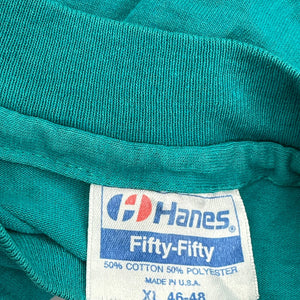 Hanes
Fifty-Fifty
50% COTTON 50% POLYESTER
MADE IN U.S.A.
XL 46-48